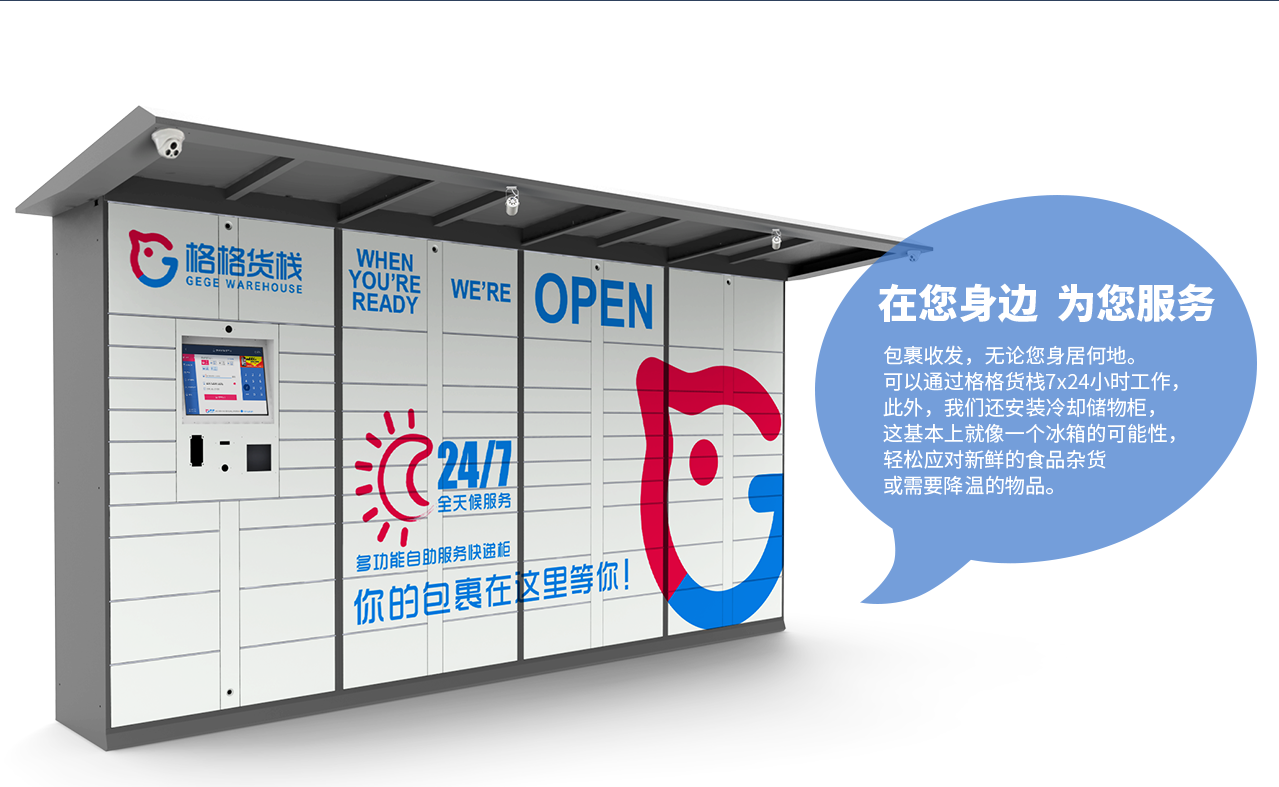 格格货栈
GEGE WAREHOUSE
WHEN
YOU'RE
READY
WE'RE
OPEN
24/7
全天候服务
多功能自助服务快递柜
你的包裹在这里等你！
在您身边 为您服务
包裹收发，无论您身居何地。
可以通过格格货栈7x24小时工作，
此外，我们还安装冷却储物柜，
这基本上就像一个冰箱的可能性，
轻松应对新鲜的食品杂货
或需要降温的物品。